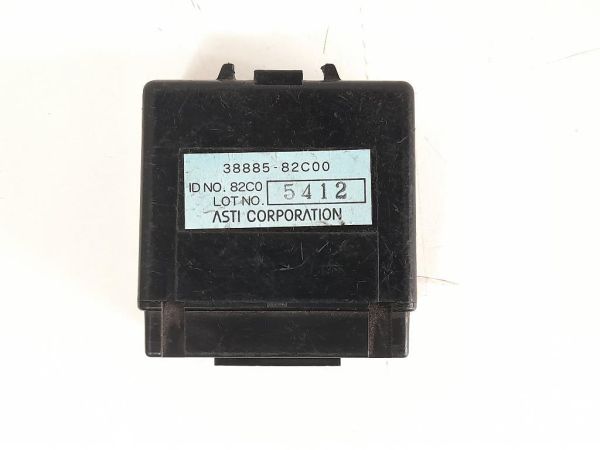 38885-82C00
ID NO. 82C0
LOT NO. 5412
ASTI CORPORATION